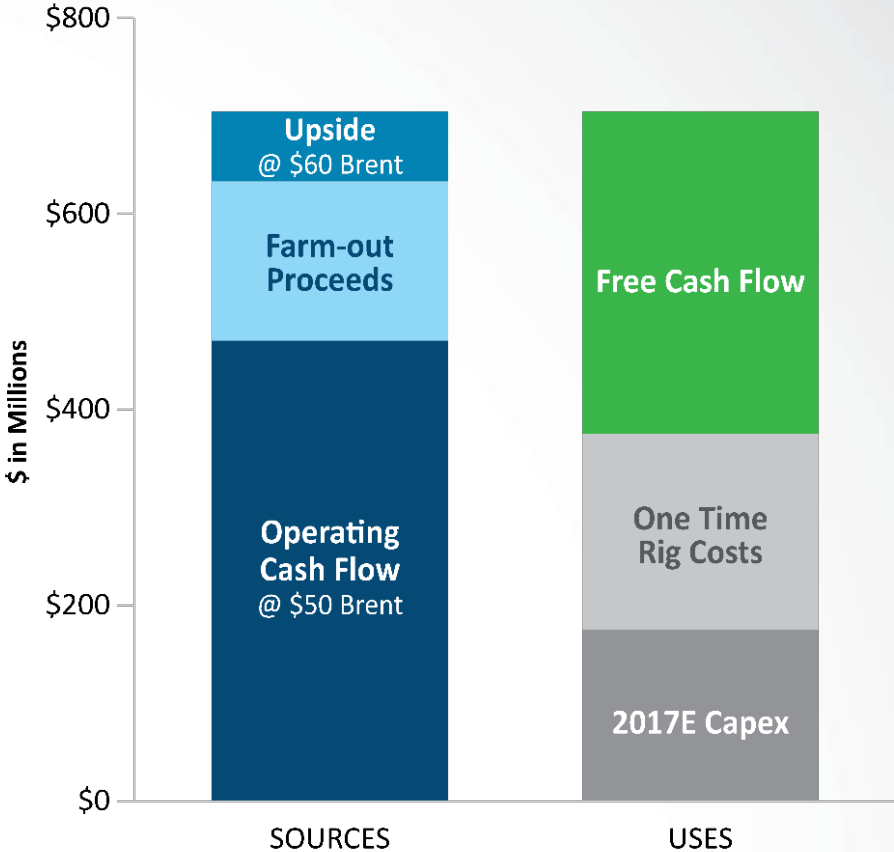 $ in Millions
$800
$600
$400
$200
$0
Upside
@ $60 Brent
Farm-out
Proceeds
Operating
Cash Flow
@ $50 Brent
SOURCES
Free Cash Flow
One Time
Rig Costs
2017E Capex
USES